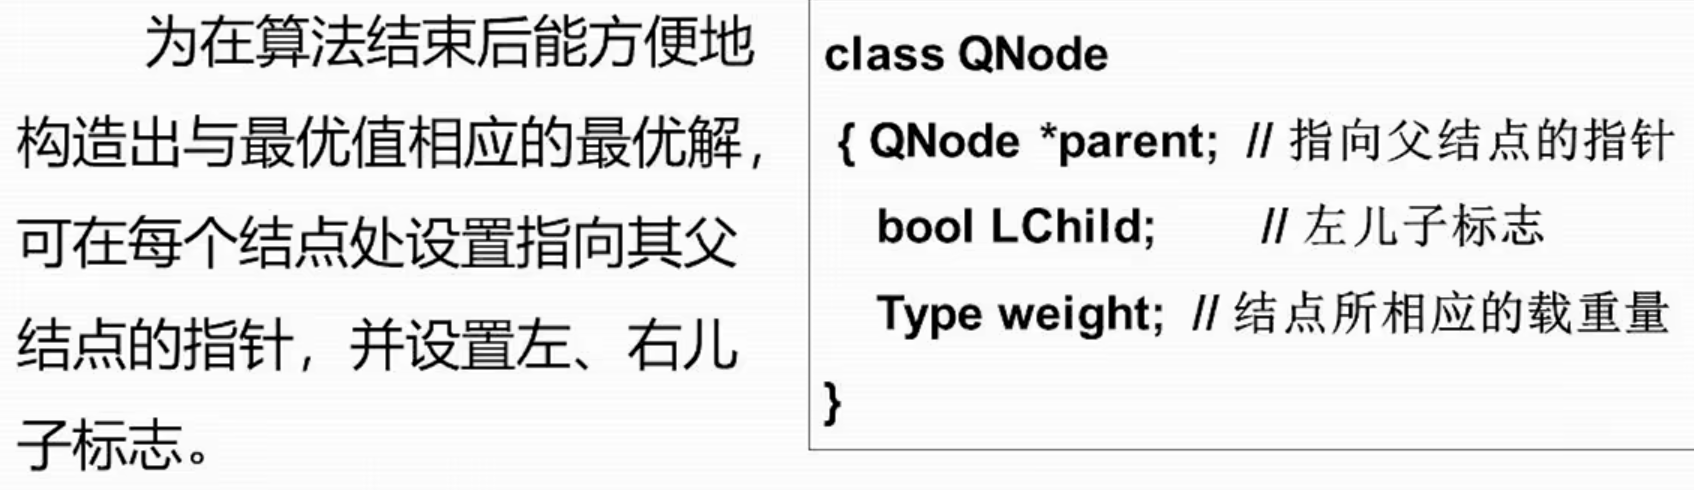 为在算法结束后能方便地
构造出与最优值相应的最优解，
可在每个结点处设置指向其父
结点的指针，并设置左、右儿
子标志。
class QNode
{ QNode *parent; // 指向父结点的指针
bool LChild; // 左儿子标志
Type weight; // 结点所相应的载重量
}